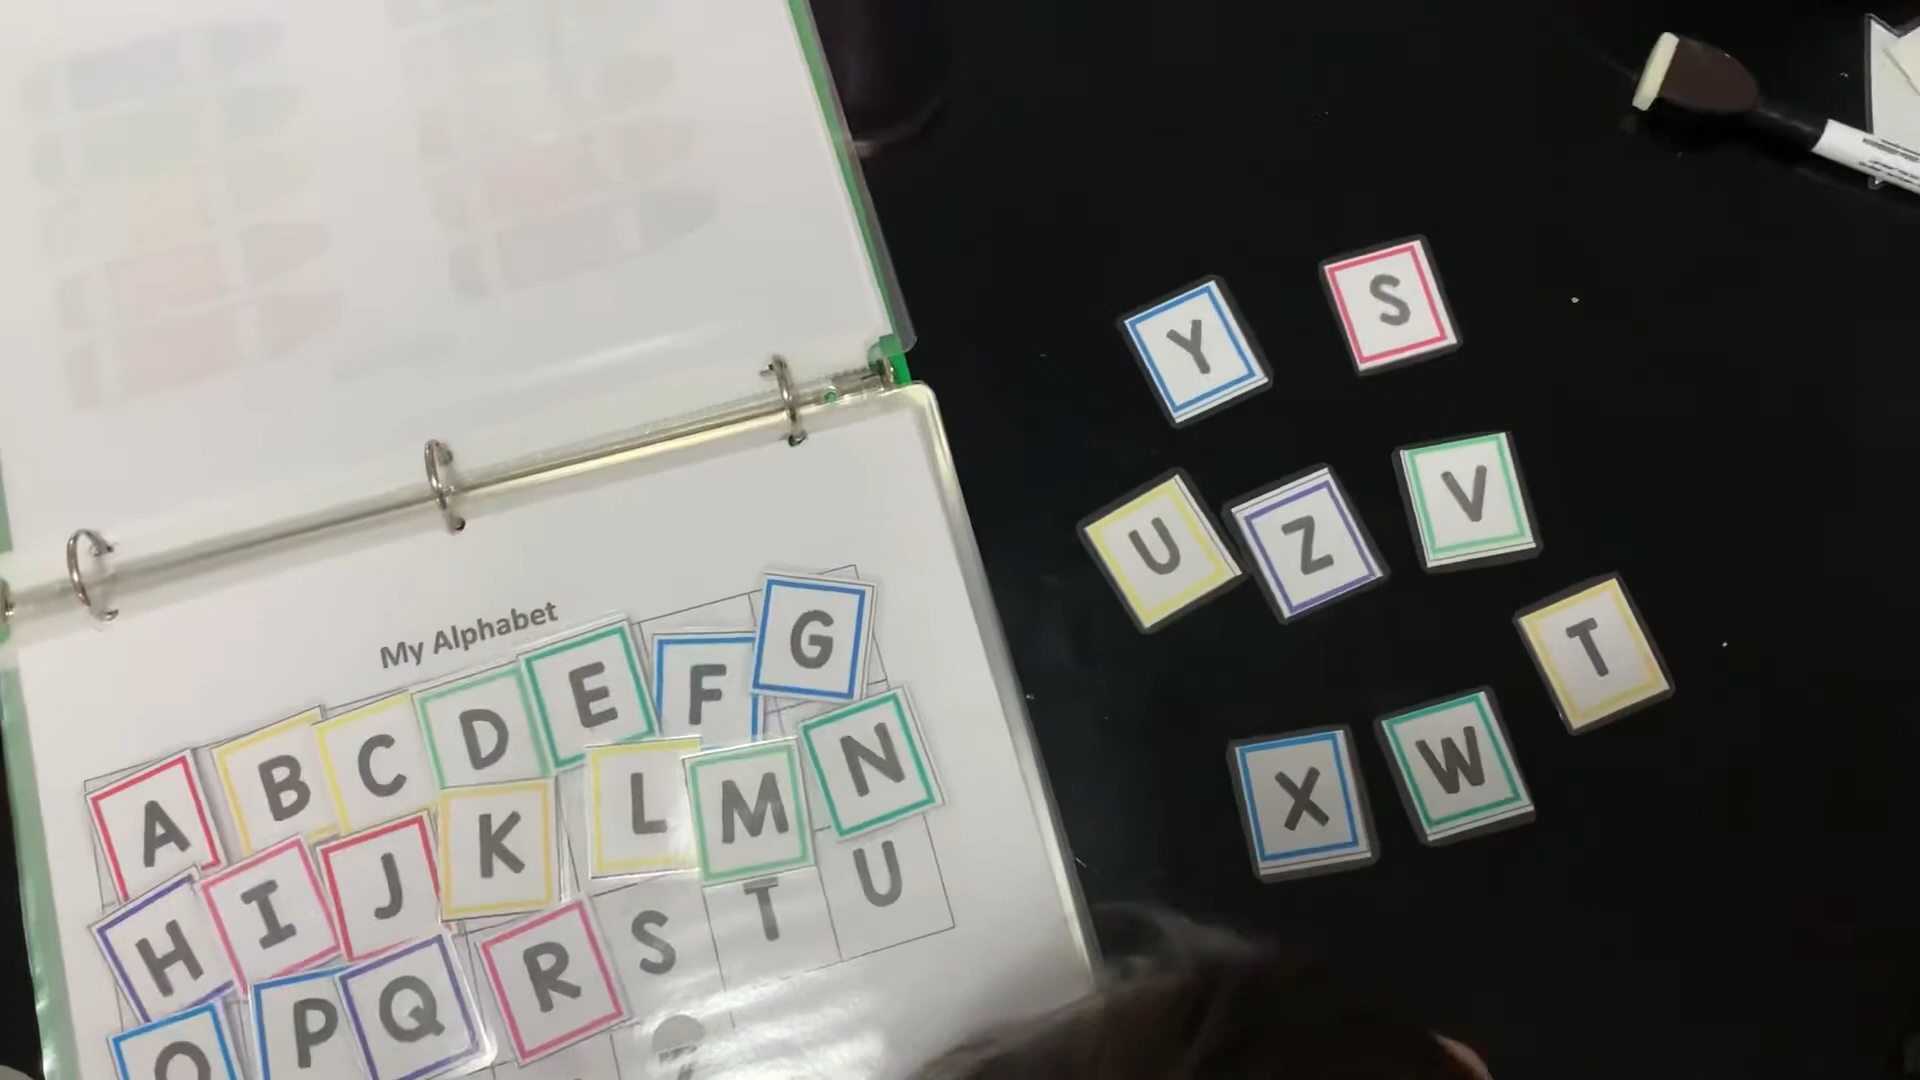 My Alphabet
A B C D E F G
H I J K L M N
O P Q R S T U
Y S
U Z V
T
X W